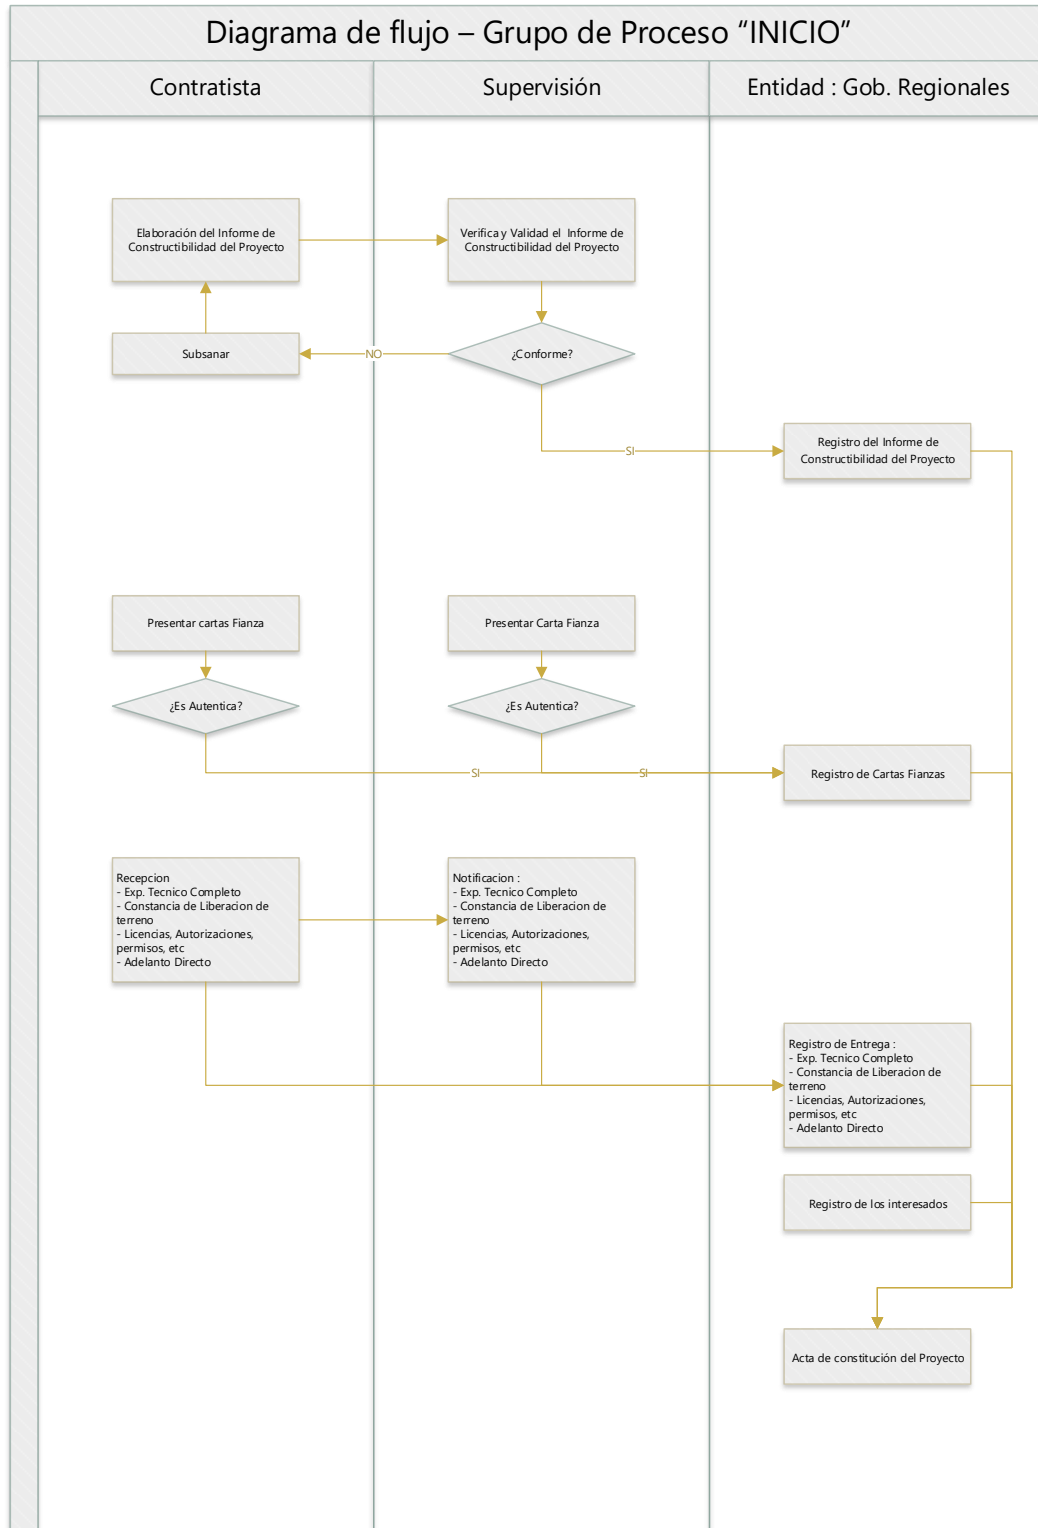 Diagrama de flujo – Grupo de Proceso “INICIO”
Contratista
Supervisión
Entidad : Gob. Regionales
Elaboración del Informe de
Constructibilidad del Proyecto
Verifica y Validad el Informe de
Constructibilidad del Proyecto
Subsanar
NO
¿Conforme?
SI
Registro del Informe de
Constructibilidad del Proyecto
Presentar cartas Fianza
Presentar Carta Fianza
¿Es Autentica?
¿Es Autentica?
SI
SI
Registro de Cartas Fianzas
Recepcion
- Exp. Tecnico Completo
- Constancia de Liberacion de
terreno
- Licencias, Autorizaciones,
permisos, etc
- Adelanto Directo
Notificacion :
- Exp. Tecnico Completo
- Constancia de Liberacion de
terreno
- Licencias, Autorizaciones,
permisos, etc
- Adelanto Directo
Registro de Entrega :
- Exp. Tecnico Completo
- Constancia de Liberacion de
terreno
- Licencias, Autorizaciones,
permisos, etc
- Adelanto Directo
Registro de los interesados
Acta de constitución del Proyecto